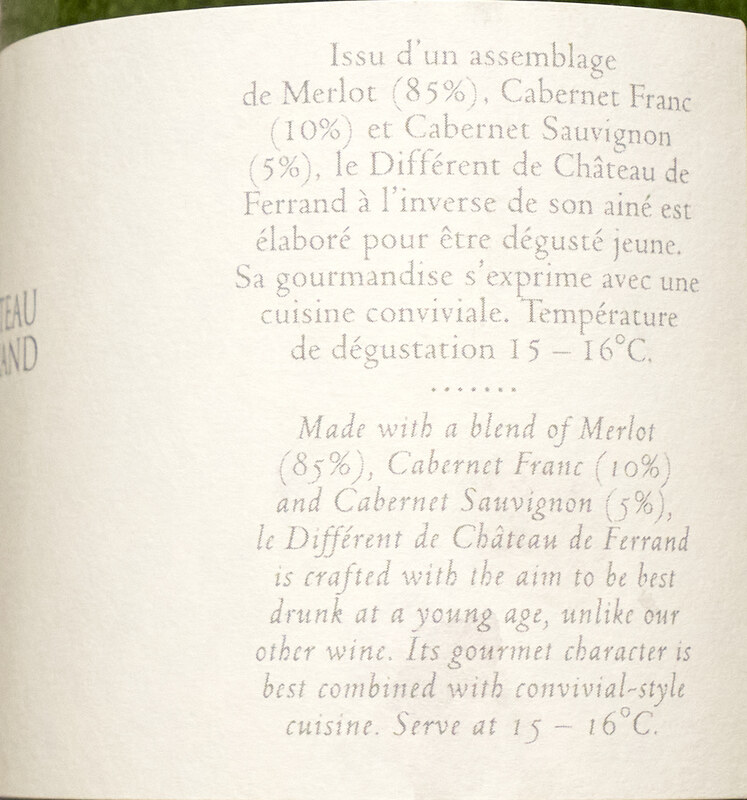 Issu d'un assemblage
de Merlot (85%), Cabernet Franc
(10%) et Cabernet Sauvignon
(5%), le Différent de Château de
Ferrand à l'inverse de son ainé est
élaboré pour être dégusté jeune.
Sa gourmandise s'exprime avec une
cuisine conviviale. Température
de dégustation 15 – 16°C.
.......
Made with a blend of Merlot
(85%), Cabernet Franc (10%)
and Cabernet Sauvignon (5%),
le Différent de Château de Ferrand
is crafted with the aim to be best
drunk at a young age, unlike our
other wine. Its gourmet character is
best combined with convivial-style
cuisine. Serve at 15 – 16°C.
TEAU
AND